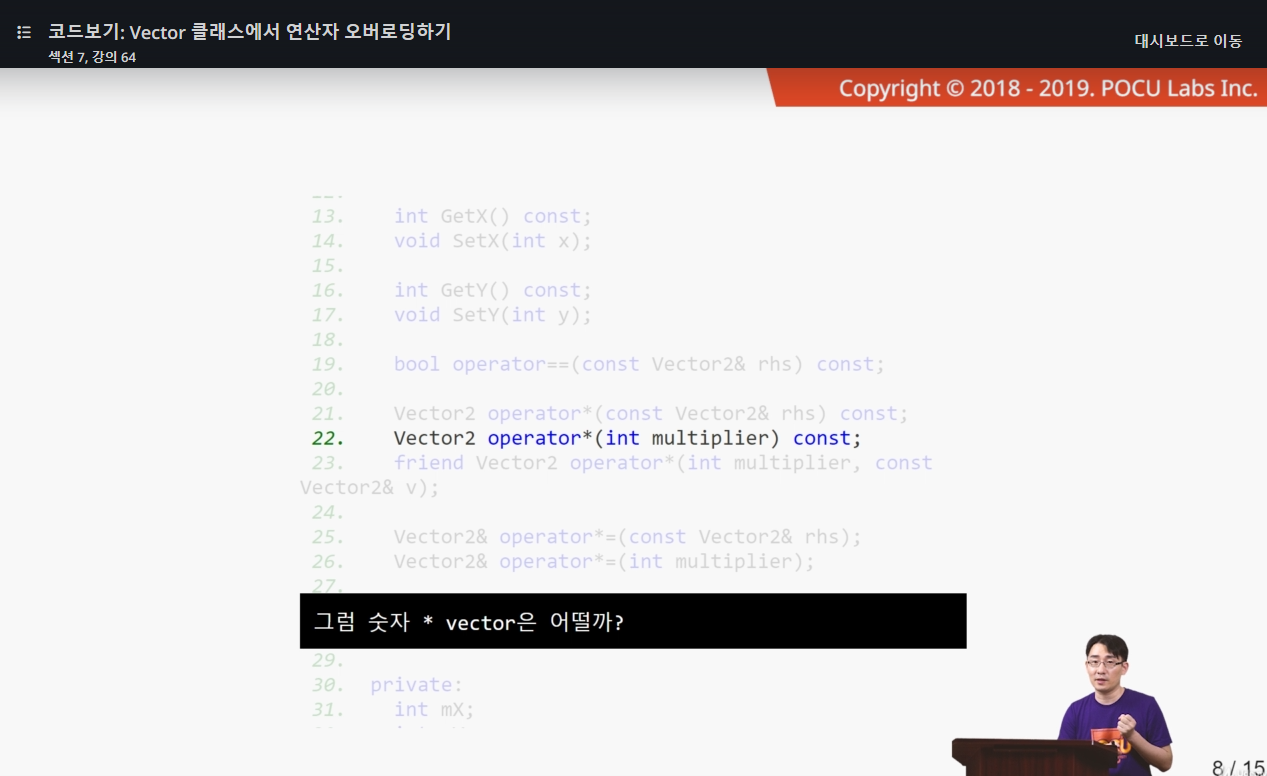 코드보기: Vector 클래스에서 연산자 오버로딩하기
섹션 7, 강의 64
대시보드로 이동
Copyright © 2018 - 2019. POCU Labs Inc.
13. int GetX() const;
14. void SetX(int x);
15.
16. int GetY() const;
17. void SetY(int y);
18.
19. bool operator==(const Vector2& rhs) const;
20.
21. Vector2 operator*(const Vector2& rhs) const;
22. Vector2 operator*(int multiplier) const;
23. friend Vector2 operator*(int multiplier, const
Vector2& v);
24.
25. Vector2& operator*=(const Vector2& rhs);
26. Vector2& operator*=(int multiplier);
27.
그럼 숫자 * vector은 어떨까?
29.
30. private:
31. int mX;
8 / 15